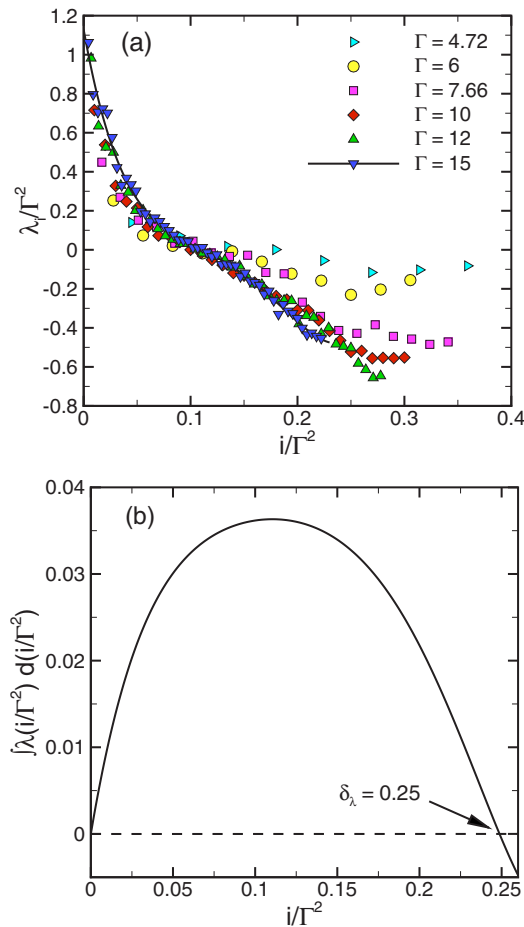 (a)
Γ = 4.72
Γ = 6
Γ = 7.66
Γ = 10
Γ = 12
Γ = 15
1.2
1
0.8
0.6
0.4
0.2
0
-0.2
-0.4
-0.6
-0.8
λᵢ/Γ²
0 0.1 0.2 0.3 0.4
i/Γ²
(b)
0.04
0.03
0.02
0.01
0
∫λ(i/Γ²) d(i/Γ²)
δ_λ = 0.25
0 0.05 0.1 0.15 0.2 0.25
i/Γ²